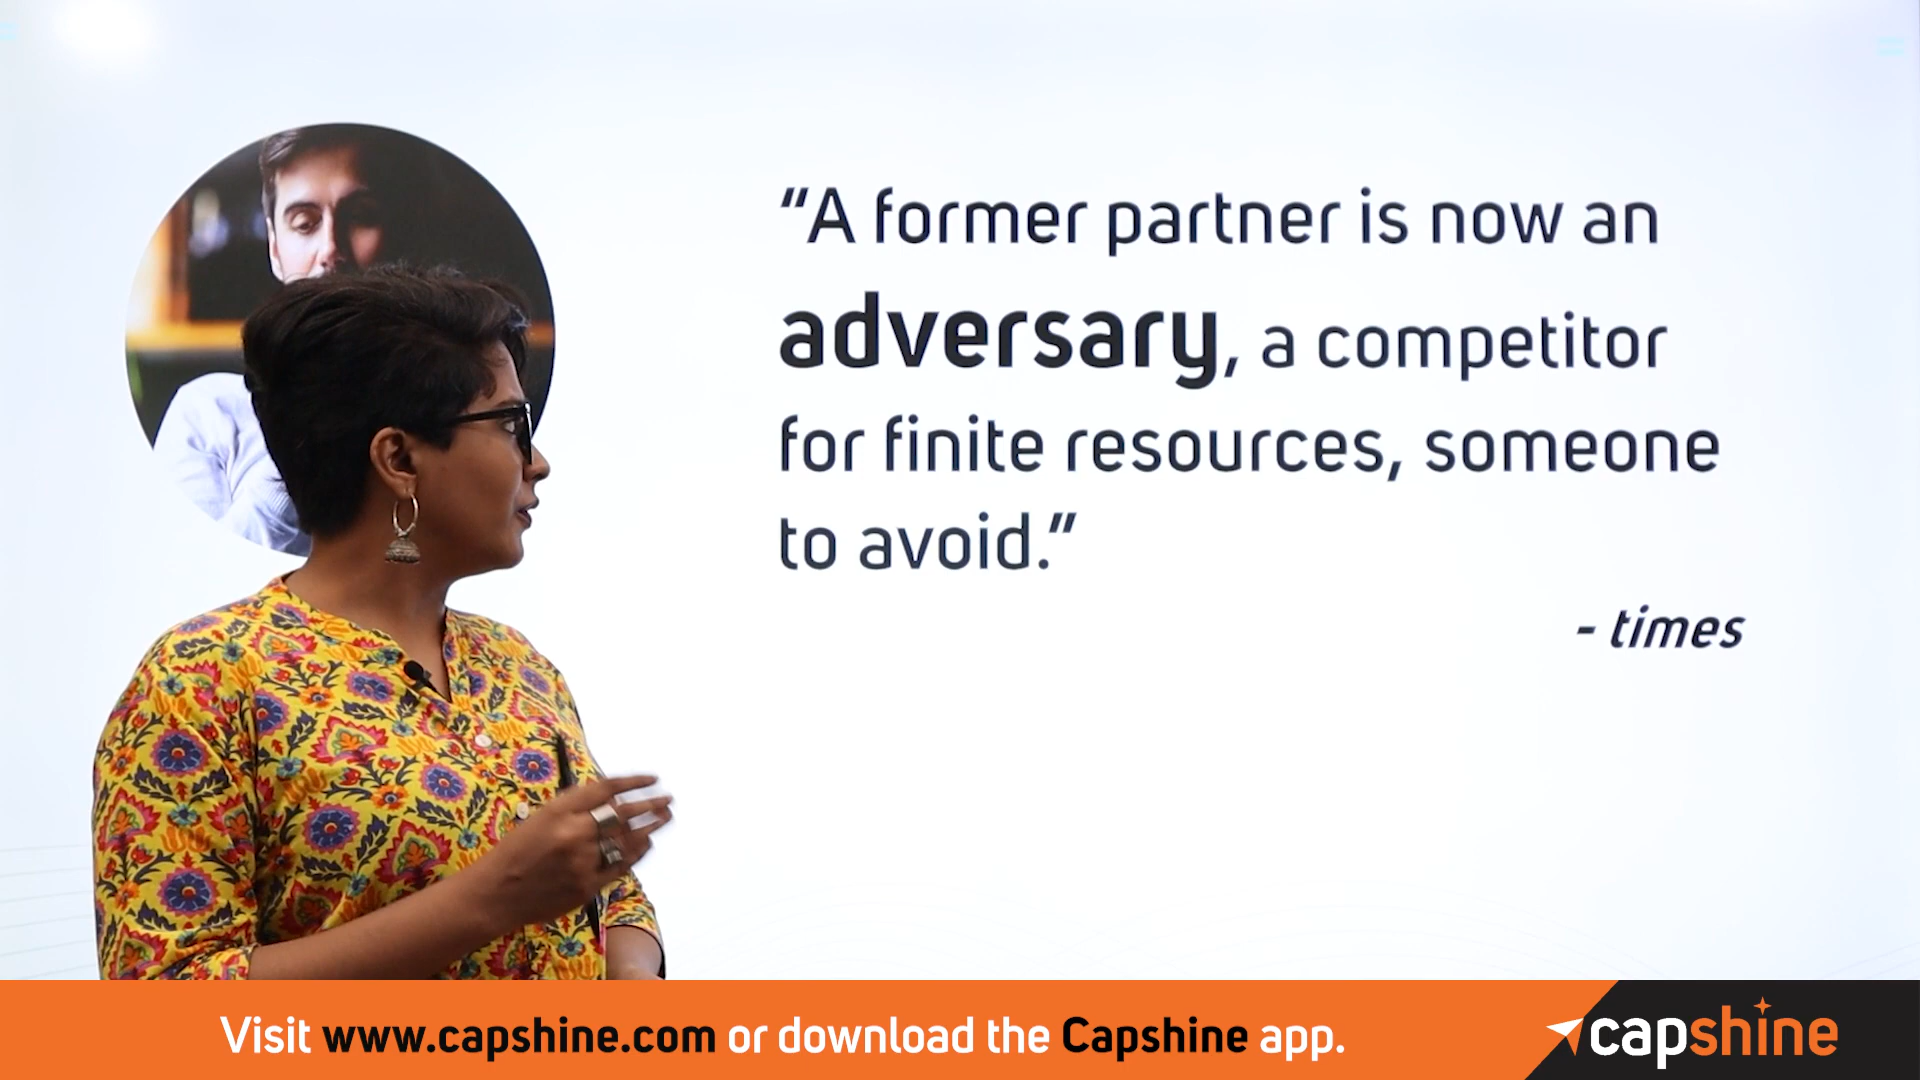 “A former partner is now an
adversary, a competitor
for finite resources, someone
to avoid.”
- times
Visit www.capshine.com or download the Capshine app.
capshine